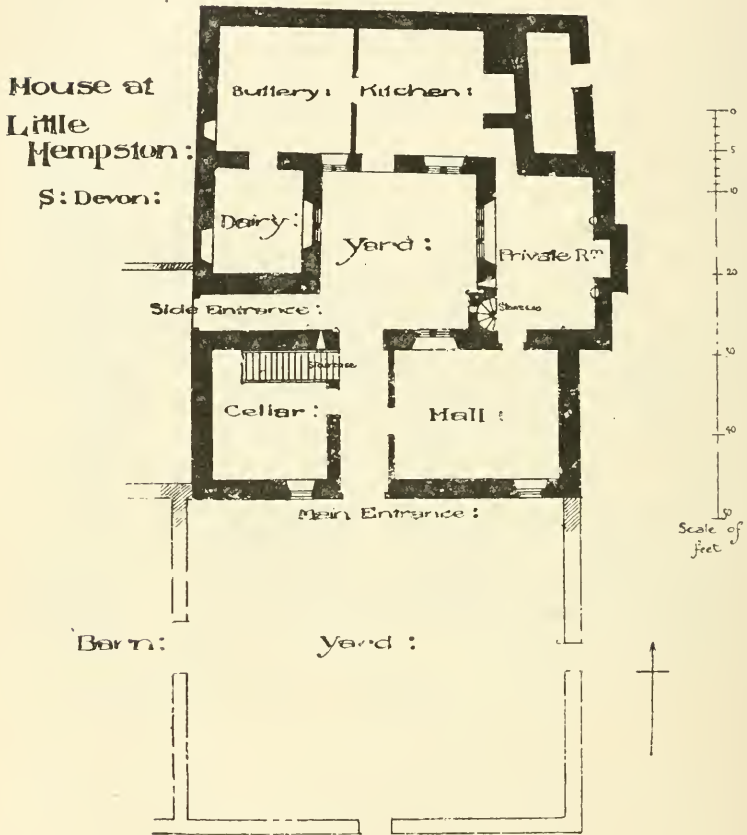 House at
Little
Hempston:
S: Devon:
Buttery:
Kitchen:
Dairy:
Yard:
Private Rm
Side Entrance:
Staircase
Staircase
Cellar:
Hall:
Main Entrance:
Barn:
Yard:
0
5
10
20
30
40
50
Scale of
feet